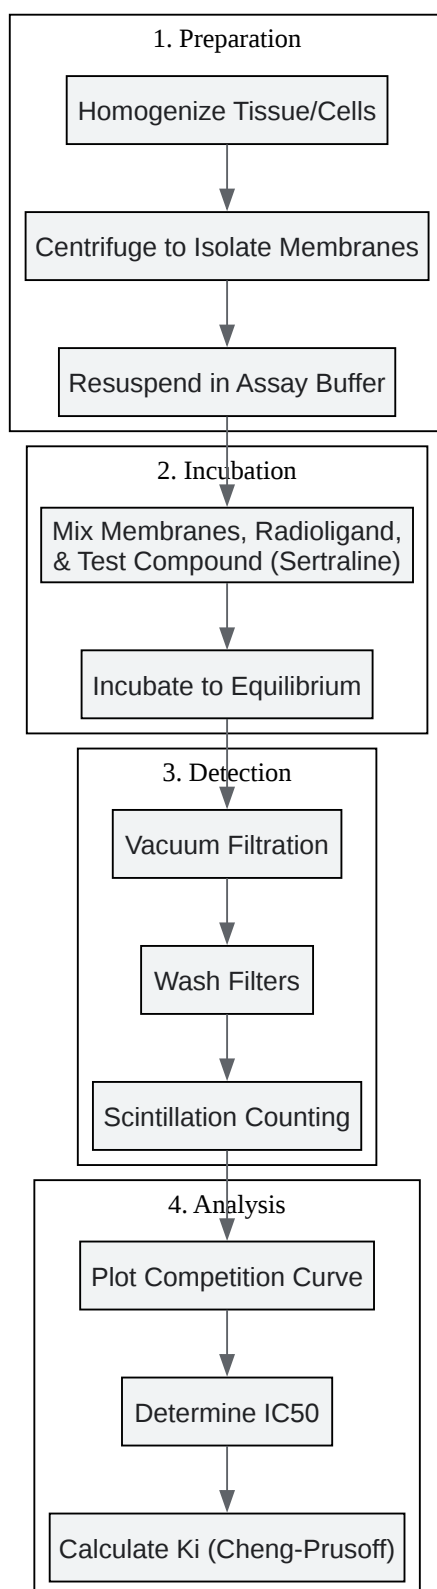 1. Preparation
Homogenize Tissue/Cells
Centrifuge to Isolate Membranes
Resuspend in Assay Buffer
2. Incubation
Mix Membranes, Radioligand,
& Test Compound (Sertraline)
Incubate to Equilibrium
3. Detection
Vacuum Filtration
Wash Filters
Scintillation Counting
4. Analysis
Plot Competition Curve
Determine IC50
Calculate Ki (Cheng-Prusoff)